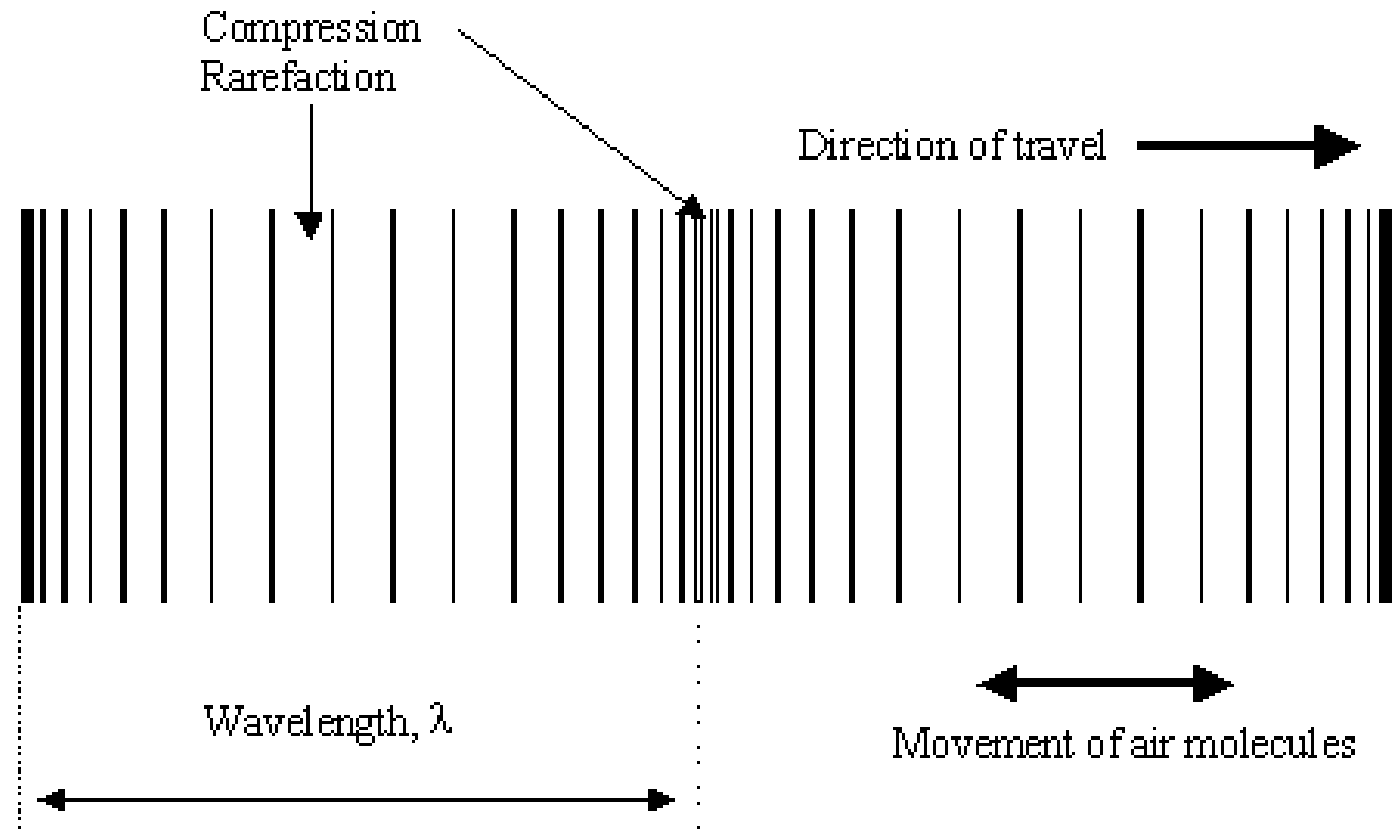 Compression
Rarefaction
Direction of travel
Wavelength, λ
Movement of air molecules